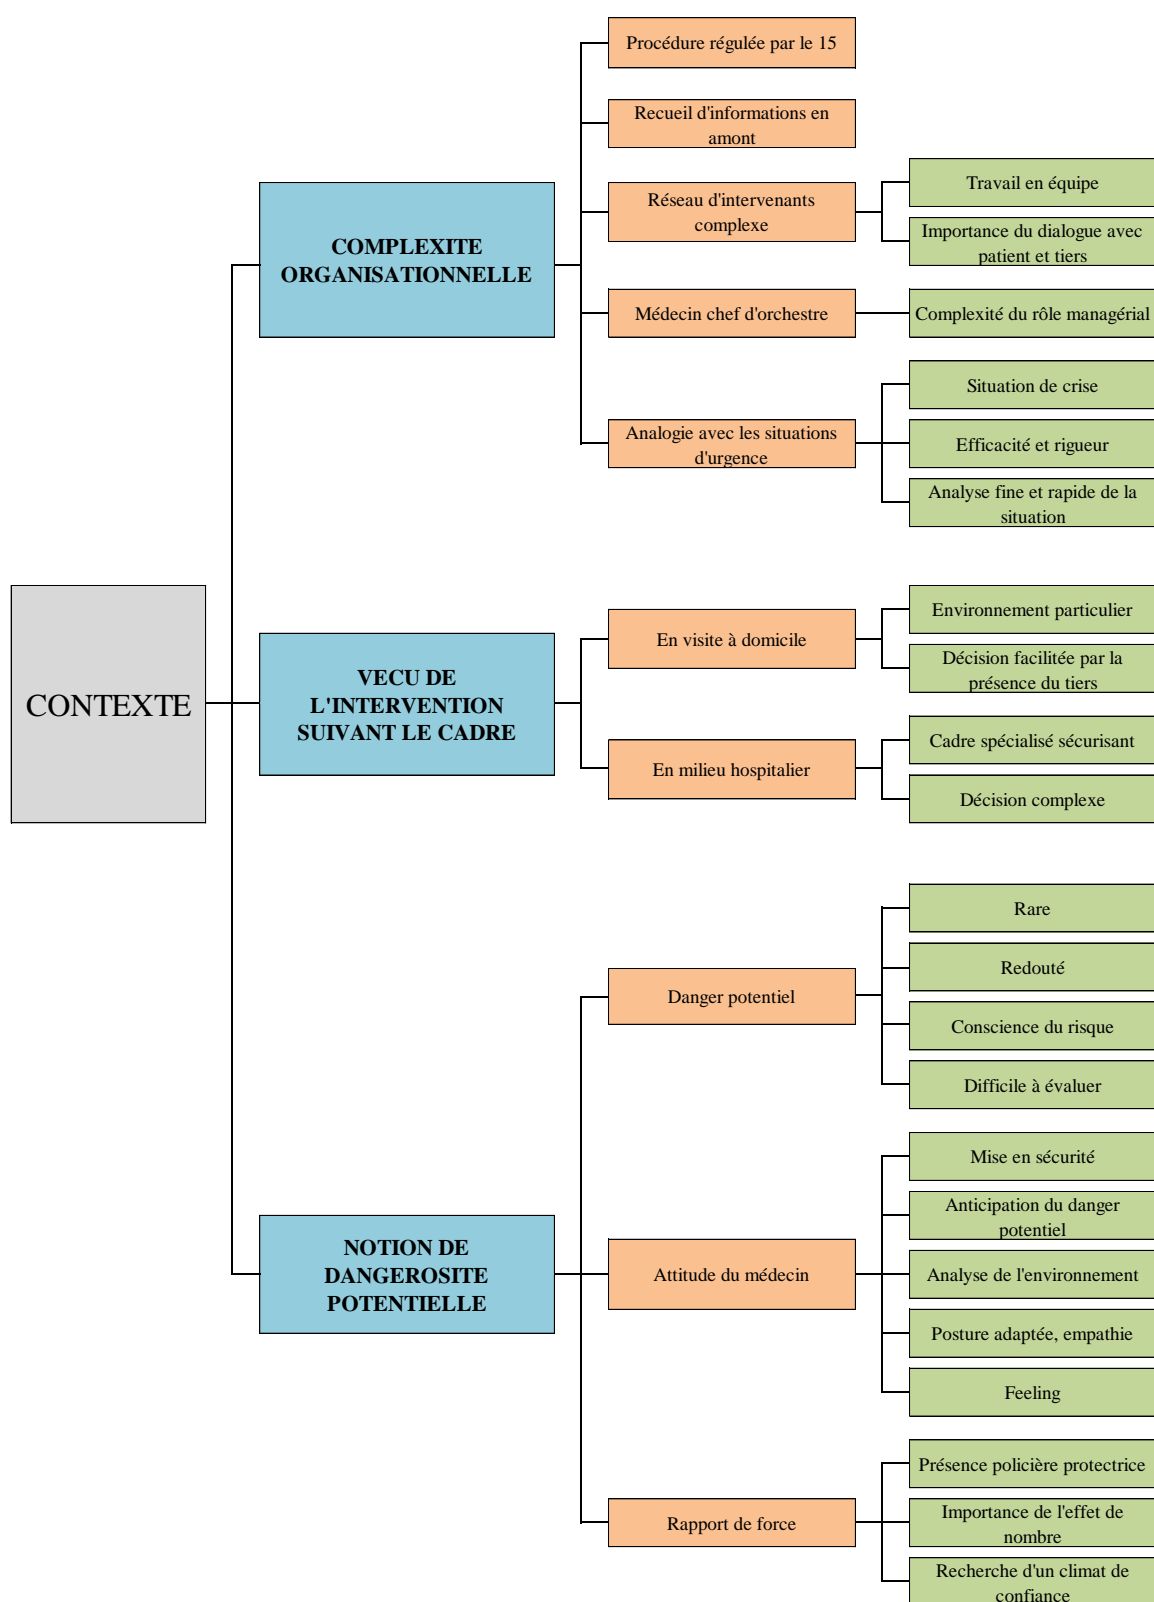 CONTEXTE
COMPLEXITE
ORGANISATIONNELLE
Procédure régulée par le 15
Recueil d'informations en
amont
Réseau d'intervenants
complexe
Travail en équipe
Importance du dialogue avec
patient et tiers
Médecin chef d'orchestre
Complexité du rôle managérial
Analogie avec les situations
d'urgence
Situation de crise
Efficacité et rigueur
Analyse fine et rapide de la
situation
VECU DE
L'INTERVENTION
SUIVANT LE CADRE
En visite à domicile
Environnement particulier
Décision facilitée par la
présence du tiers
En milieu hospitalier
Cadre spécialisé sécurisant
Décision complexe
NOTION DE
DANGEROSITE
POTENTIELLE
Danger potentiel
Rare
Redouté
Conscience du risque
Difficile à évaluer
Attitude du médecin
Mise en sécurité
Anticipation du danger
potentiel
Analyse de l'environnement
Posture adaptée, empathie
Feeling
Rapport de force
Présence policière protectrice
Importance de l'effet de
nombre
Recherche d'un climat de
confiance